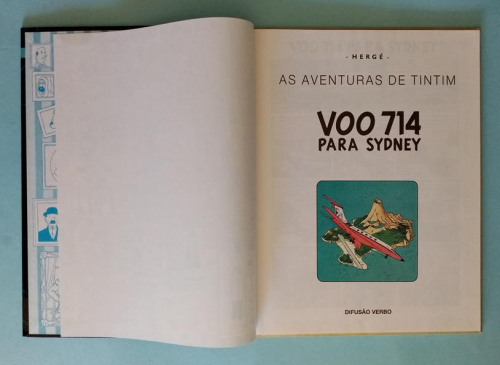 - HERGÉ -
AS AVENTURAS DE TINTIM
VOO 714
PARA SYDNEY
DIFUSÃO VERBO